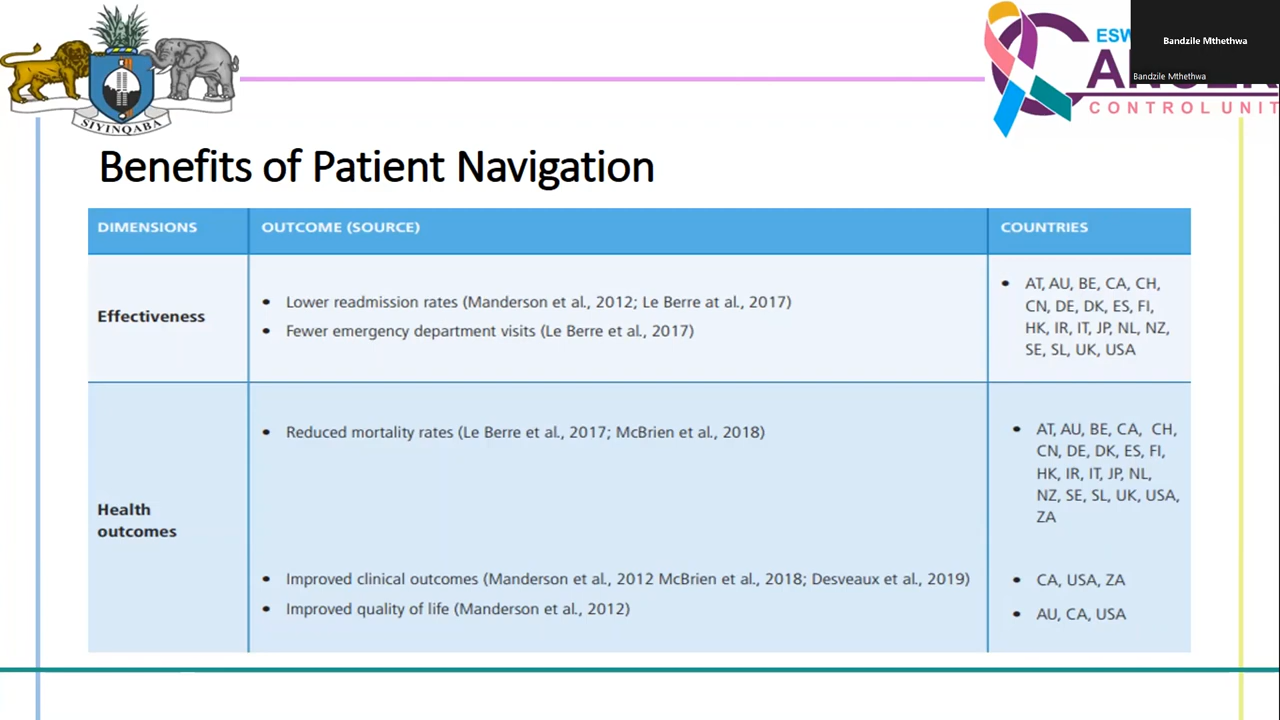 SIYINQABA
ESW
CONTROL UNIT
Bandzile Mthethwa
Bandzile Mthethwa
Benefits of Patient Navigation
DIMENSIONS
OUTCOME (SOURCE)
COUNTRIES
Effectiveness
• Lower readmission rates (Manderson et al., 2012; Le Berre at al., 2017)
• Fewer emergency department visits (Le Berre et al., 2017)
• AT, AU, BE, CA, CH,
CN, DE, DK, ES, FI,
HK, IR, IT, JP, NL, NZ,
SE, SL, UK, USA
Health
outcomes
• Reduced mortality rates (Le Berre et al., 2017; McBrien et al., 2018)
• AT, AU, BE, CA, CH,
CN, DE, DK, ES, FI,
HK, IR, IT, JP, NL,
NZ, SE, SL, UK, USA,
ZA
• Improved clinical outcomes (Manderson et al., 2012 McBrien et al., 2018; Desveaux et al., 2019)
• CA, USA, ZA
• Improved quality of life (Manderson et al., 2012)
• AU, CA, USA